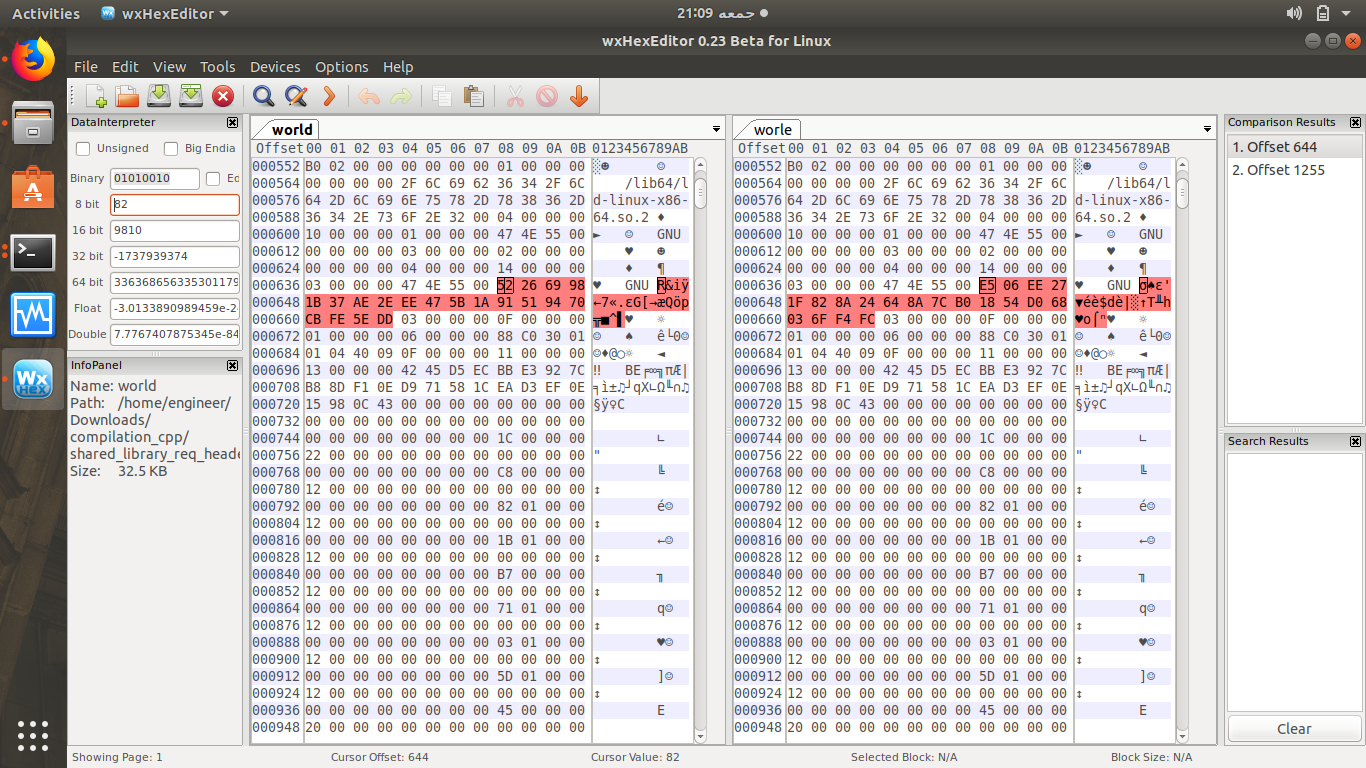 Activities wxHexEditor 21:09 جمعه
wxHexEditor 0.23 Beta for Linux
File Edit View Tools Devices Options Help
DataInterpreter
Unsigned Big Endia
Binary 01010010 Ed
8 bit 82
16 bit 9810
32 bit -1737939374
64 bit 3363686563353011​79
Float -3.0133890989459e-2
Double 7.7767407875345e-84
InfoPanel
Name: world
Path: /home/engineer/
Downloads/
compilation_cpp/
shared_library_req_heade
Size: 32.5 KB
world
Offset 00 01 02 03 04 05 06 07 08 09 0A 0B 0123456789AB
000552 B0 02 00 00 00 00 00 00 01 00 00 00 ░☻ ☺
000564 00 00 00 00 2F 6C 69 62 36 34 2F 6C /lib64/l
000576 64 2D 6C 69 6E 75 78 2D 78 38 36 2D d-linux-x86-
000588 36 34 2E 73 6F 2E 32 00 04 00 00 00 64.so.2 ♦
000600 10 00 00 00 01 00 00 00 47 4E 55 00 ► ☺ GNU
000612 00 00 00 00 03 00 00 00 02 00 00 00 ♥ ☻
000624 00 00 00 00 04 00 00 00 14 00 00 00 ♦ ¶
000636 03 00 00 00 47 4E 55 00 52 26 69 98 ♥ GNU R&iÿ
000648 1B 37 AE 2E EE 47 5B 1A 91 51 94 70 ←7«.εG[→æQöp
000660 CB FE 5E DD 03 00 00 00 0F 00 00 00 ╦■^▌♥ ☼
000672 01 00 00 00 06 00 00 00 88 C0 30 01 ☺ ♠ ê└0☺
000684 01 04 40 09 0F 00 00 00 11 00 00 00 ☺♦@○☼ ◄
000696 13 00 00 00 42 45 D5 EC BB E3 92 7C ‼ BE╒∞╗πÆ|
000708 B8 8D F1 0E D9 71 58 1C EA D3 EF 0E ╕ì±♫┘qX∟Ω╙∩♫
000720 15 98 0C 43 00 00 00 00 00 00 00 00 §ÿ♀C
000732 00 00 00 00 00 00 00 00 00 00 00 00
000744 00 00 00 00 00 00 00 00 1C 00 00 00 ∟
000756 22 00 00 00 00 00 00 00 00 00 00 00 "
000768 00 00 00 00 00 00 00 00 C8 00 00 00 ╚
000780 12 00 00 00 00 00 00 00 00 00 00 00 ↕
000792 00 00 00 00 00 00 00 00 82 01 00 00 é☺
000804 12 00 00 00 00 00 00 00 00 00 00 00 ↕
000816 00 00 00 00 00 00 00 00 1B 01 00 00 ←☺
000828 12 00 00 00 00 00 00 00 00 00 00 00 ↕
000840 00 00 00 00 00 00 00 00 B7 00 00 00 ╖
000852 12 00 00 00 00 00 00 00 00 00 00 00 ↕
000864 00 00 00 00 00 00 00 00 71 01 00 00 q☺
000876 12 00 00 00 00 00 00 00 00 00 00 00 ↕
000888 00 00 00 00 00 00 00 00 03 01 00 00 ♥☺
000900 12 00 00 00 00 00 00 00 00 00 00 00 ↕
000912 00 00 00 00 00 00 00 00 5D 01 00 00 ]☺
000924 12 00 00 00 00 00 00 00 00 00 00 00 ↕
000936 00 00 00 00 00 00 00 00 45 00 00 00 E
000948 20 00 00 00 00 00 00 00 00 00 00 00
worle
Offset 00 01 02 03 04 05 06 07 08 09 0A 0B 0123456789AB
000552 B0 02 00 00 00 00 00 00 01 00 00 00 ░☻ ☺
000564 00 00 00 00 2F 6C 69 62 36 34 2F 6C /lib64/l
000576 64 2D 6C 69 6E 75 78 2D 78 38 36 2D d-linux-x86-
000588 36 34 2E 73 6F 2E 32 00 04 00 00 00 64.so.2 ♦
000600 10 00 00 00 01 00 00 00 47 4E 55 00 ► ☺ GNU
000612 00 00 00 00 03 00 00 00 02 00 00 00 ♥ ☻
000624 00 00 00 00 04 00 00 00 14 00 00 00 ♦ ¶
000636 03 00 00 00 47 4E 55 00 E5 06 EE 27 ♥ GNU σ♠ε'
000648 1F 82 8A 24 64 8A 7C B0 18 54 D0 68 ▼éè$dè|░↑T╨h
000660 03 6F F4 FC 03 00 00 00 0F 00 00 00 ♥o⌠ⁿ♥ ☼
000672 01 00 00 00 06 00 00 00 88 C0 30 01 ☺ ♠ ê└0☺
000684 01 04 40 09 0F 00 00 00 11 00 00 00 ☺♦@○☼ ◄
000696 13 00 00 00 42 45 D5 EC BB E3 92 7C ‼ BE╒∞╗πÆ|
000708 B8 8D F1 0E D9 71 58 1C EA D3 EF 0E ╕ì±♫┘qX∟Ω╙∩♫
000720 15 98 0C 43 00 00 00 00 00 00 00 00 §ÿ♀C
000732 00 00 00 00 00 00 00 00 00 00 00 00
000744 00 00 00 00 00 00 00 00 1C 00 00 00 ∟
000756 22 00 00 00 00 00 00 00 00 00 00 00 "
000768 00 00 00 00 00 00 00 00 C8 00 00 00 ╚
000780 12 00 00 00 00 00 00 00 00 00 00 00 ↕
000792 00 00 00 00 00 00 00 00 82 01 00 00 é☺
000804 12 00 00 00 00 00 00 00 00 00 00 00 ↕
000816 00 00 00 00 00 00 00 00 1B 01 00 00 ←☺
000828 12 00 00 00 00 00 00 00 00 00 00 00 ↕
000840 00 00 00 00 00 00 00 00 B7 00 00 00 ╖
000852 12 00 00 00 00 00 00 00 00 00 00 00 ↕
000864 00 00 00 00 00 00 00 00 71 01 00 00 q☺
000876 12 00 00 00 00 00 00 00 00 00 00 00 ↕
000888 00 00 00 00 00 00 00 00 03 01 00 00 ♥☺
000900 12 00 00 00 00 00 00 00 00 00 00 00 ↕
000912 00 00 00 00 00 00 00 00 5D 01 00 00 ]☺
000924 12 00 00 00 00 00 00 00 00 00 00 00 ↕
000936 00 00 00 00 00 00 00 00 45 00 00 00 E
000948 20 00 00 00 00 00 00 00 00 00 00 00
Comparison Results
1. Offset 644
2. Offset 1255
Search Results
Clear
Showing Page: 1 Cursor Offset: 644 Cursor Value: 82 Selected Block: N/A Block Size: N/A